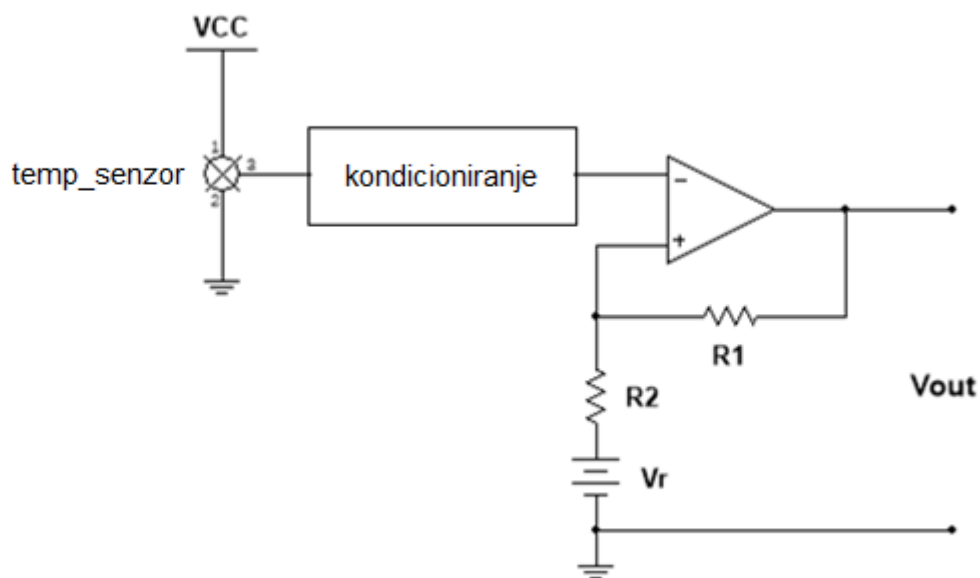 VCC
1
temp_senzor
3
2
kondicioniranje
−
+
R1
R2
Vout
Vr